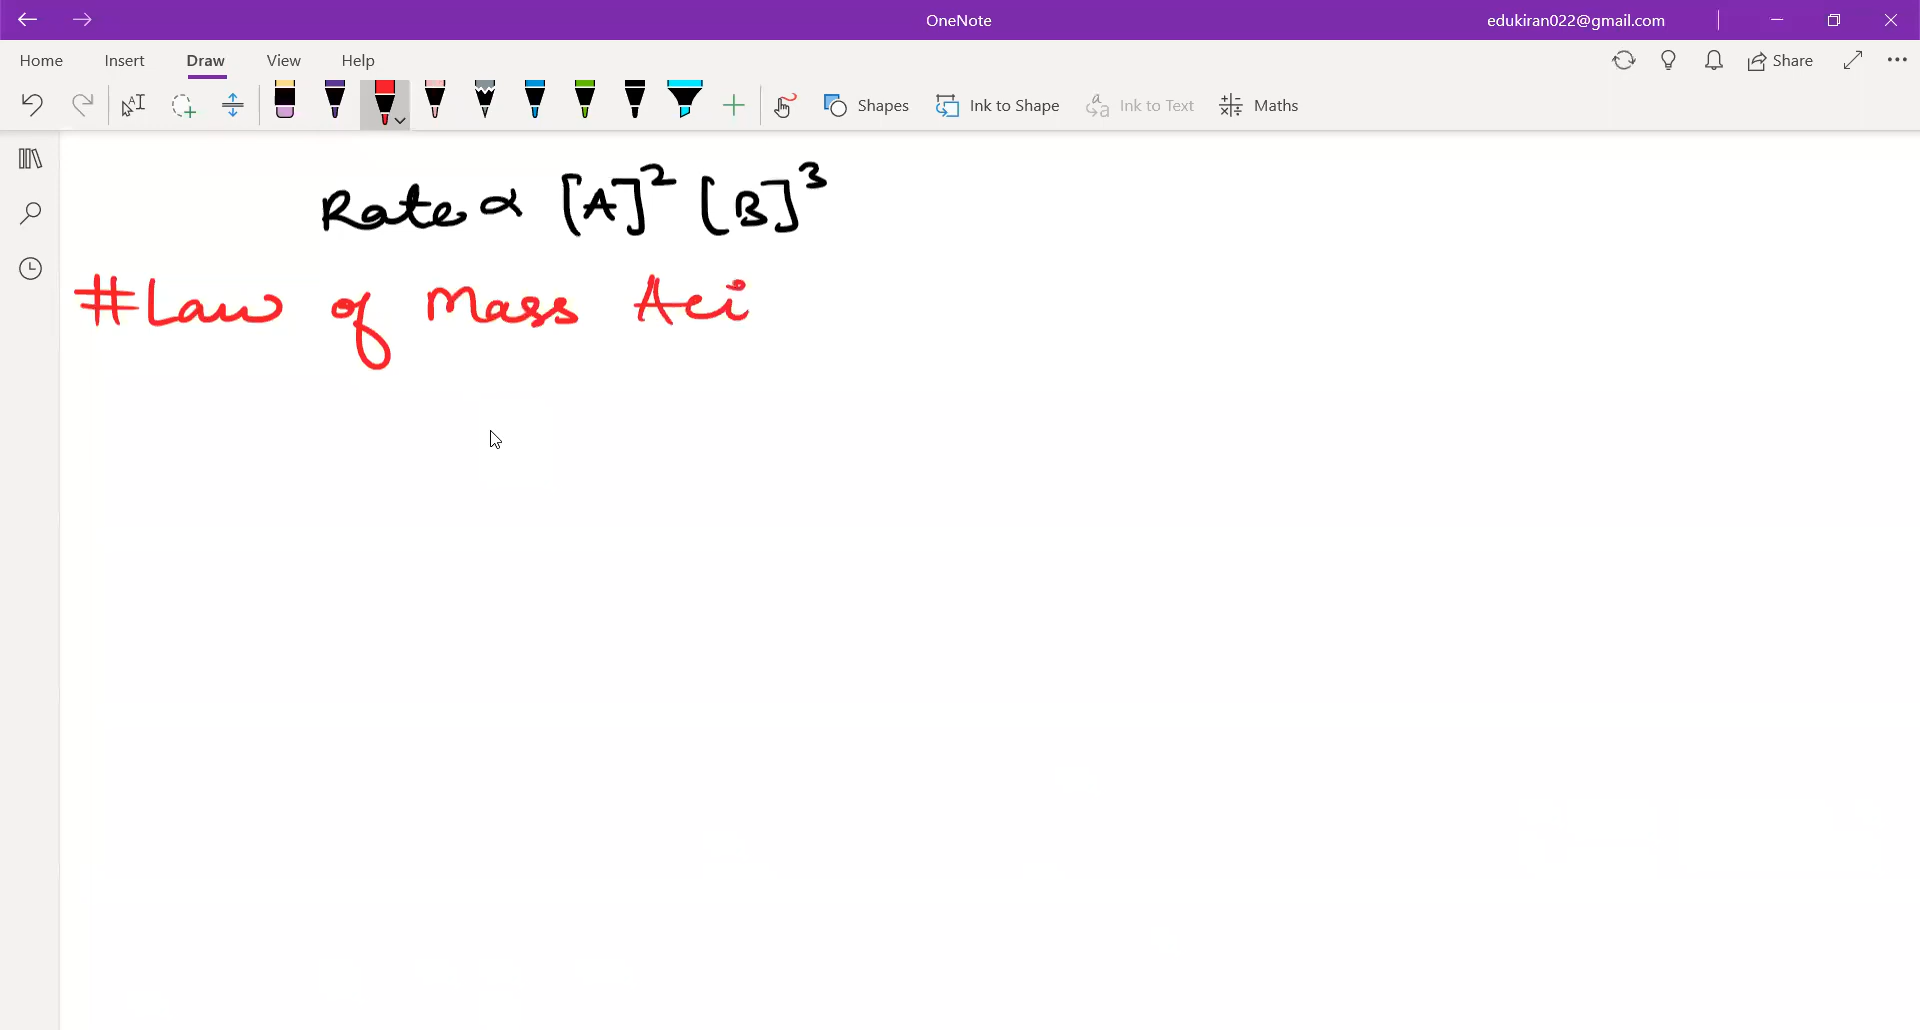 OneNote
edukiran022@gmail.com
Home Insert Draw View Help
Share
Shapes Ink to Shape Ink to Text Maths
Rate ∝ [A]² [B]³
#Law of Mass Aci